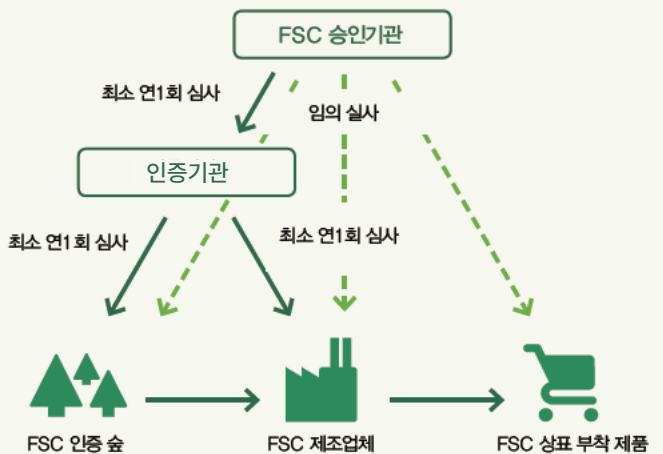 FSC 승인기관
최소 연1회 심사
임의 실사
인증기관
최소 연1회 심사
최소 연1회 심사
FSC 인증 숲
FSC 제조업체
FSC 상표 부착 제품